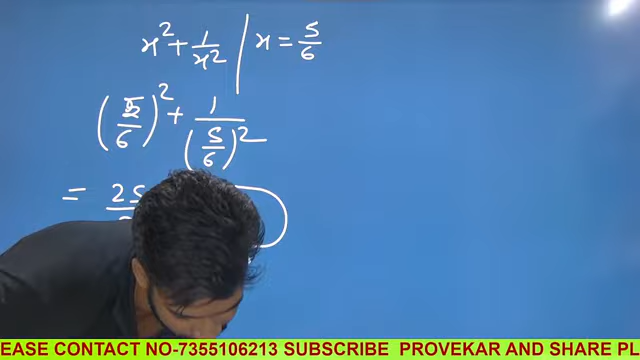 x² + 1/x² | x = 5/6
(5/6)² + 1/(5/6)²
= 25
EASE CONTACT NO-7355106213 SUBSCRIBE PROVEKAR AND SHARE PL